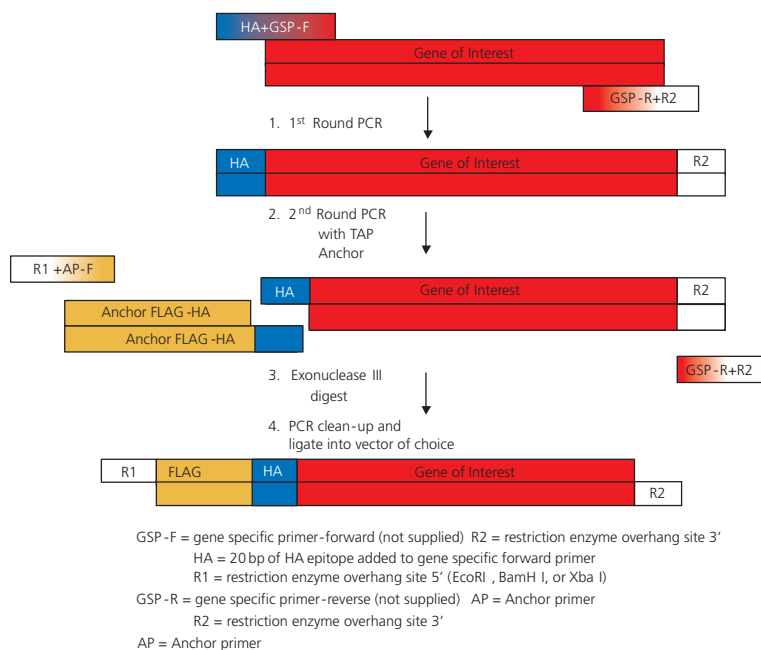 HA+GSP-F
Gene of Interest
GSP-R+R2
1. 1st Round PCR
HA
Gene of Interest
R2
2. 2nd Round PCR
with TAP
Anchor
R1 +AP-F
HA
Gene of Interest
R2
Anchor FLAG-HA
Anchor FLAG-HA
GSP-R+R2
3. Exonuclease III
digest
4. PCR clean-up and
ligate into vector of choice
R1
FLAG
HA
Gene of Interest
R2
GSP-F = gene specific primer-forward (not supplied) R2 = restriction enzyme overhang site 3'
HA = 20 bp of HA epitope added to gene specific forward primer
R1 = restriction enzyme overhang site 5' (EcoRI , BamH I, or Xba I)
GSP-R = gene specific primer-reverse (not supplied) AP = Anchor primer
R2 = restriction enzyme overhang site 3'
AP = Anchor primer